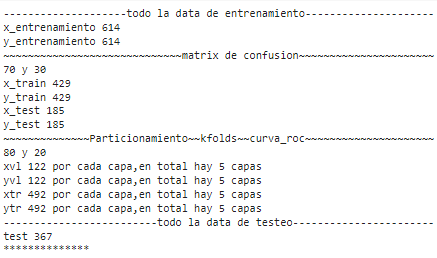 --------------------todo la data de entrenamiento---------------------
x_entrenamiento 614
y_entrenamiento 614
~~~~~~~~~~~~~~~~~~~~~~~~~~~~~matrix de confusion~~~~~~~~~~~~~~~~~~~~~~
70 y 30
x_train 429
y_train 429
x_test 185
y_test 185
~~~~~~~~~~~~~~Particionamiento~~kfolds~~curva_roc~~~~~~~~~~~~~~~~~~~~~
80 y 20
xvl 122 por cada capa,en total hay 5 capas
yvl 122 por cada capa,en total hay 5 capas
xtr 492 por cada capa,en total hay 5 capas
ytr 492 por cada capa,en total hay 5 capas
-------------------------todo la data de testeo-----------------------
test 367
**************